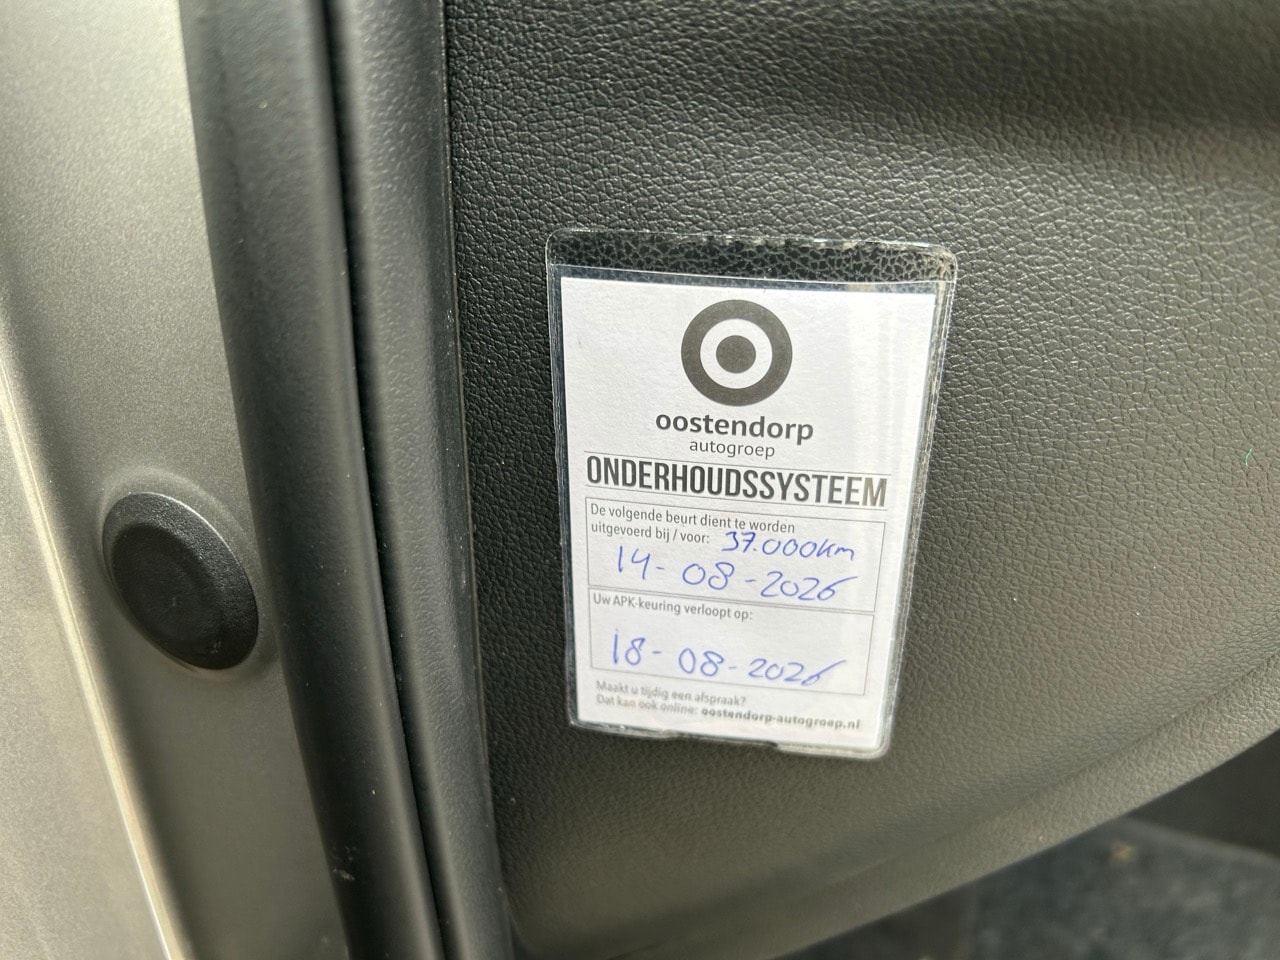 oostendorp
autogroep
ONDERHOUDSSYSTEEM
De volgende beurt dient te worden
uitgevoerd bij / voor: 37.000km
14-08-2026
Uw APK-keuring verloopt op:
18-08-2026
Maakt u tijdig een afspraak?
Dat kan ook online: oostendorp-autogroep.nl